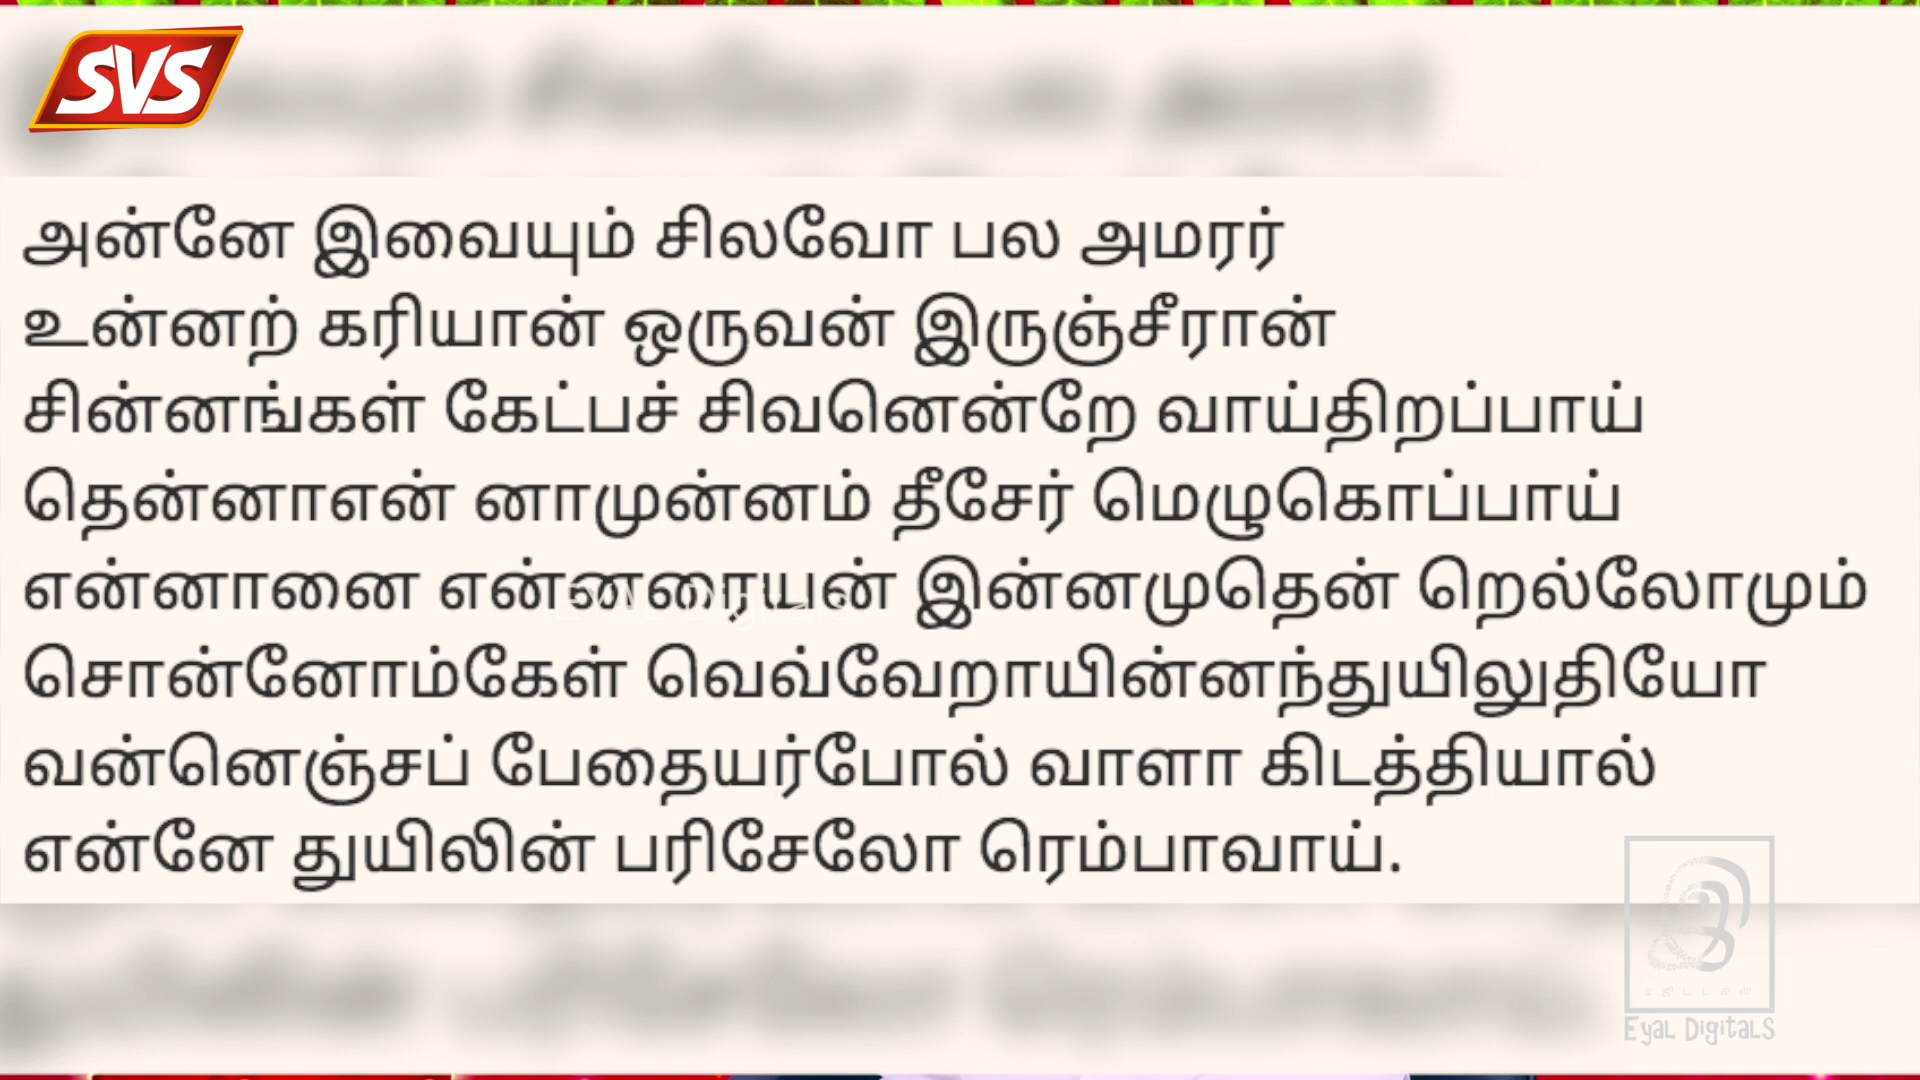 SVS
அன்னே இவையும் சிலவோ பல அமரர்
உன்னற் கரியான் ஒருவன் இருஞ்சீரான்
சின்னங்கள் கேட்பச் சிவனென்றே வாய்திறப்பாய்
தென்னாஎன் னாமுன்னம் தீசேர் மெழுகொப்பாய்
என்னானை என்னரையன் இன்னமுதென் றெல்லோமும்
சொன்னோம்கேள் வெவ்வேறாயின்னந்துயிலுதியோ
வன்னெஞ்சப் பேதையர்போல் வாளா கிடத்தியால்
என்னே துயிலின் பரிசேலோ ரெம்பாவாய்.
Eyal Digitals